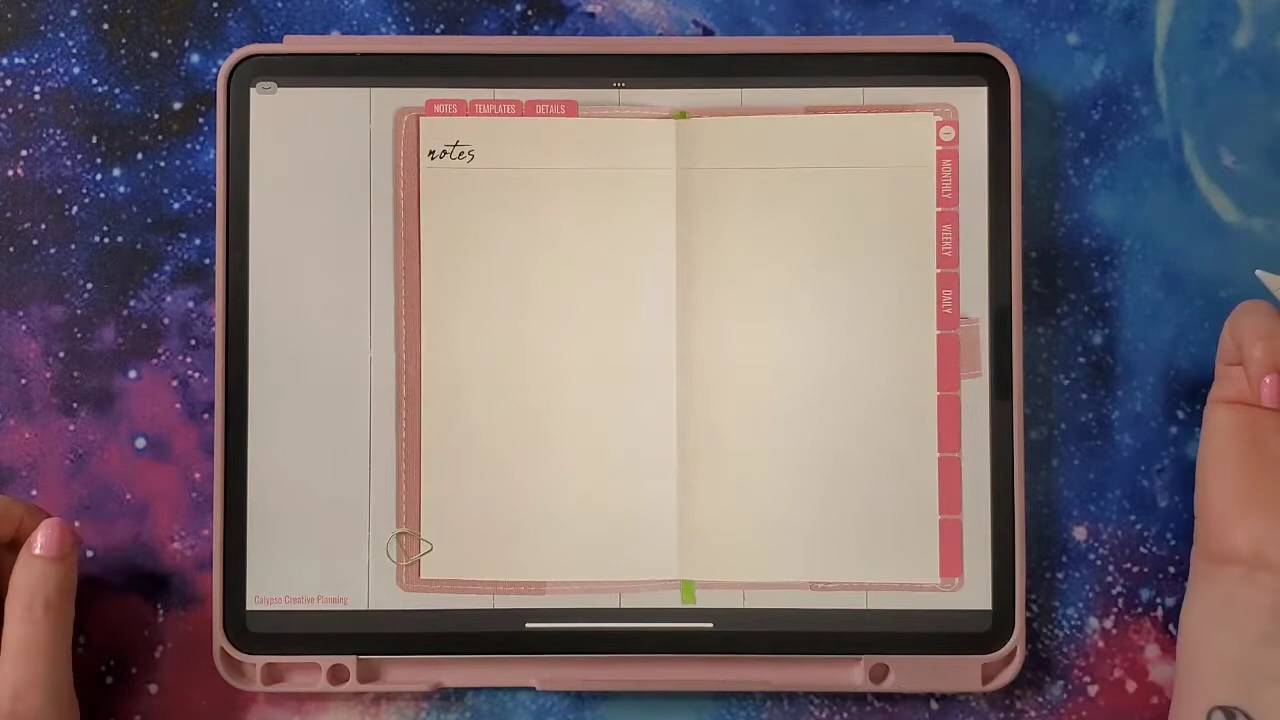 NOTES TEMPLATES DETAILS
notes
MONTHLY
WEEKLY
DAILY
Calypso Creative Planning